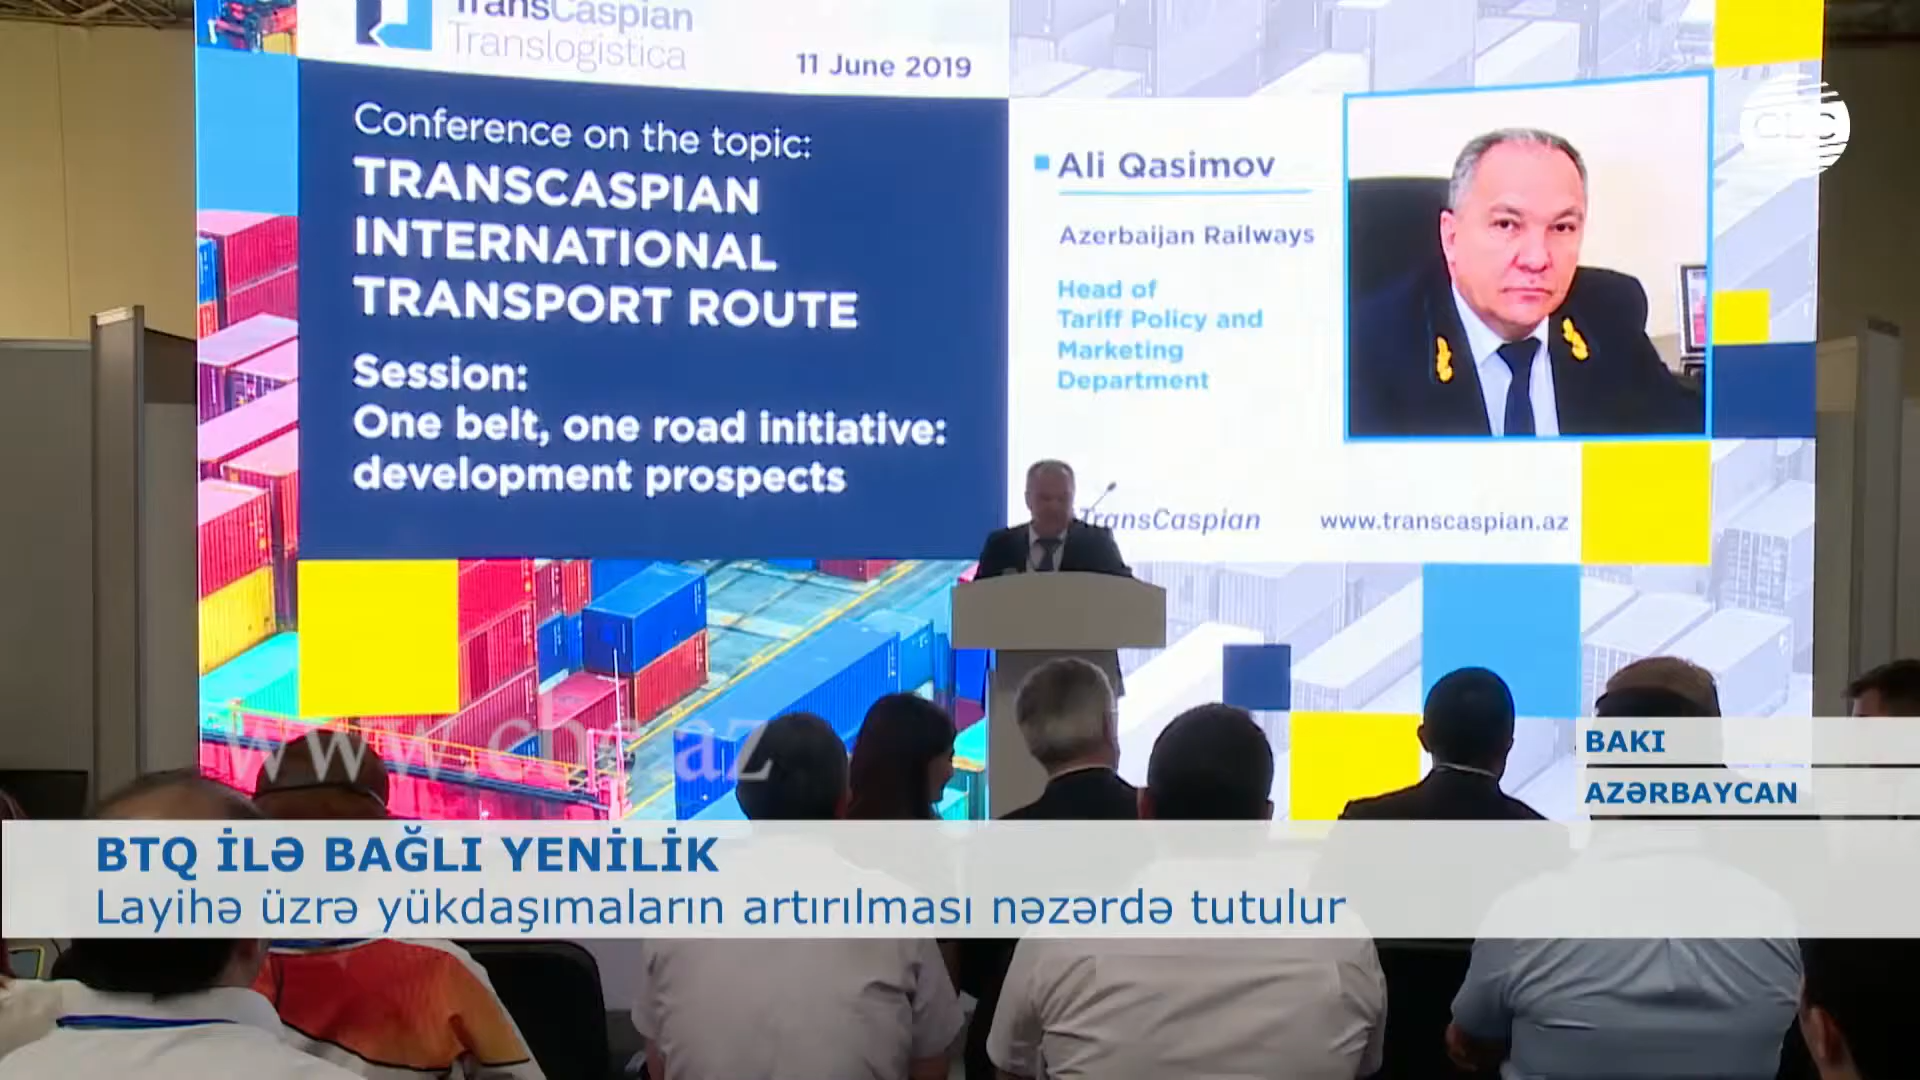 TransCaspian
Translogistica
11 June 2019
Conference on the topic:
TRANSCASPIAN
INTERNATIONAL
TRANSPORT ROUTE
Session:
One belt, one road initiative:
development prospects
Ali Qasimov
Azerbaijan Railways
Head of
Tariff Policy and
Marketing
Department
TransCaspian
www.transcaspian.az
CBC
www.cbc.az
BAKI
AZƏRBAYCAN
BTQ İLƏ BAĞLI YENİLİK
Layihə üzrə yükdaşımaların artırılması nəzərdə tutulur